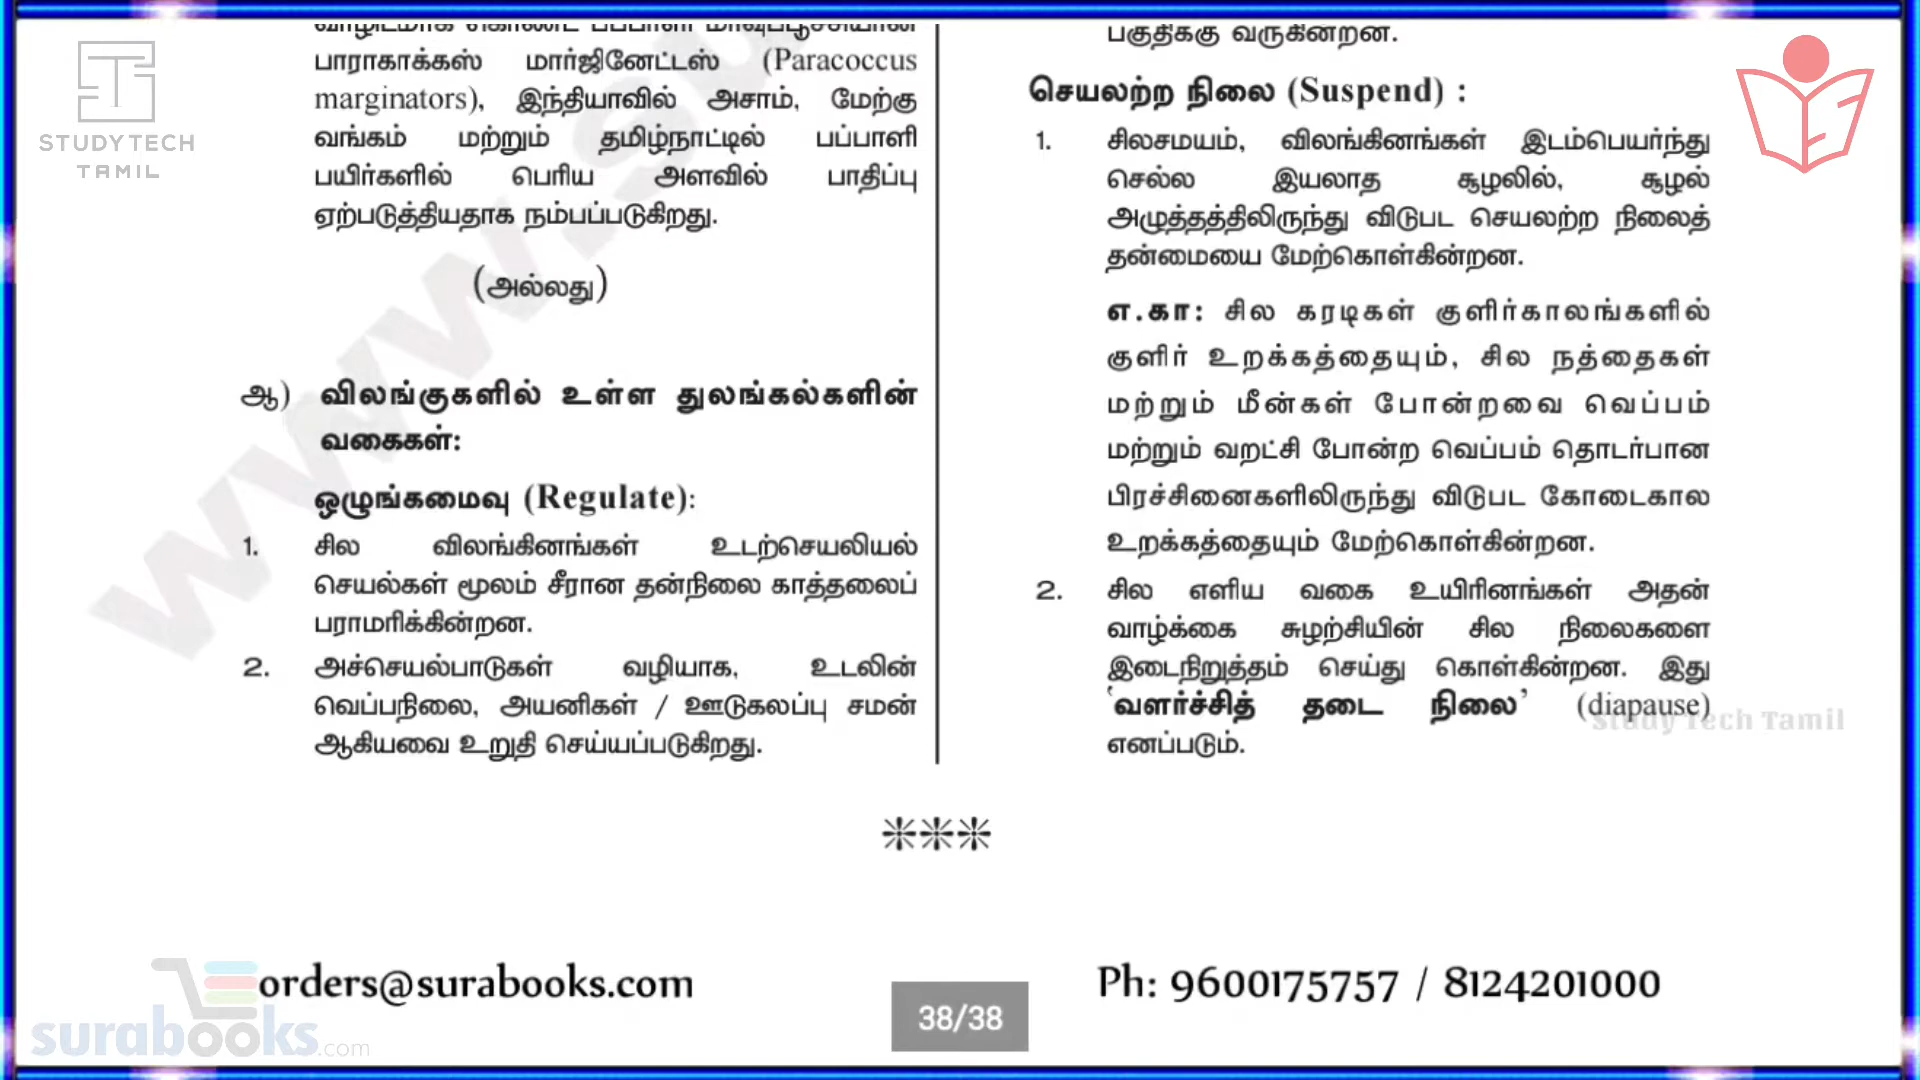 வாழிடமாக கொண்ட பப்பாளி மாவுப்பூச்சியான
பாராகாக்கஸ் மார்ஜினேட்டஸ் (Paracoccus
marginators), இந்தியாவில் அசாம், மேற்கு
வங்கம் மற்றும் தமிழ்நாட்டில் பப்பாளி
பயிர்களில் பெரிய அளவில் பாதிப்பு
ஏற்படுத்தியதாக நம்பப்படுகிறது.
(அல்லது)
ஆ) விலங்குகளில் உள்ள துலங்கல்களின்
வகைகள்:
ஒழுங்கமைவு (Regulate):
1. சில விலங்கினங்கள் உடற்செயலியல்
செயல்கள் மூலம் சீரான தன்நிலை காத்தலைப்
பராமரிக்கின்றன.
2. அச்செயல்பாடுகள் வழியாக, உடலின்
வெப்பநிலை, அயனிகள் / ஊடுகலப்பு சமன்
ஆகியவை உறுதி செய்யப்படுகிறது.
பகுதிக்கு வருகின்றன.
செயலற்ற நிலை (Suspend) :
1. சிலசமயம், விலங்கினங்கள் இடம்பெயர்ந்து
செல்ல இயலாத சூழலில், சூழல்
அழுத்தத்திலிருந்து விடுபட செயலற்ற நிலைத்
தன்மையை மேற்கொள்கின்றன.
எ.கா: சில கரடிகள் குளிர்காலங்களில்
குளிர் உறக்கத்தையும், சில நத்தைகள்
மற்றும் மீன்கள் போன்றவை வெப்பம்
மற்றும் வறட்சி போன்ற வெப்பம் தொடர்பான
பிரச்சினைகளிலிருந்து விடுபட கோடைகால
உறக்கத்தையும் மேற்கொள்கின்றன.
2. சில எளிய வகை உயிரினங்கள் அதன்
வாழ்க்கை சுழற்சியின் சில நிலைகளை
இடைநிறுத்தம் செய்து கொள்கின்றன. இது
‘வளர்ச்சித் தடை நிலை’ (diapause)
எனப்படும்.
STUDYTECH
TAMIL
Study Tech Tamil
www.su
orders@surabooks.com
Ph: 9600175757 / 8124201000
38/38
surabooks.com